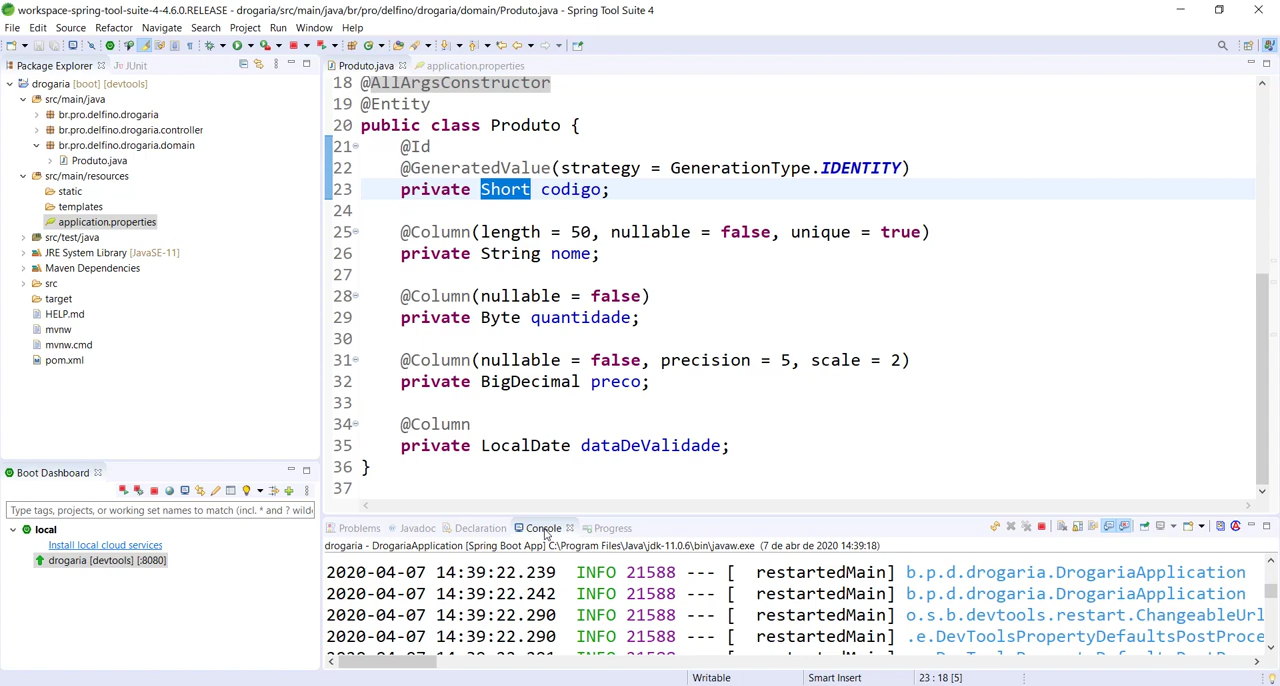 workspace-spring-tool-suite-4-4.6.0.RELEASE - drogaria/src/main/java/br/pro/delfino/drogaria/domain/Produto.java - Spring Tool Suite 4
File Edit Source Refactor Navigate Search Project Run Window Help
Package Explorer JUnit
drogaria [boot] [devtools]
src/main/java
br.pro.delfino.drogaria
br.pro.delfino.drogaria.controller
br.pro.delfino.drogaria.domain
Produto.java
src/main/resources
static
templates
application.properties
src/test/java
JRE System Library [JavaSE-11]
Maven Dependencies
src
target
HELP.md
mvnw
mvnw.cmd
pom.xml
Produto.java application.properties
18 @AllArgsConstructor
19 @Entity
20 public class Produto {
21 @Id
22 @GeneratedValue(strategy = GenerationType.IDENTITY)
23 private Short codigo;
24
25 @Column(length = 50, nullable = false, unique = true)
26 private String nome;
27
28 @Column(nullable = false)
29 private Byte quantidade;
30
31 @Column(nullable = false, precision = 5, scale = 2)
32 private BigDecimal preco;
33
34 @Column
35 private LocalDate dataDeValidade;
36 }
37
Boot Dashboard
Type tags, projects, or working set names to match (incl. * and ? wild
local
Install local cloud services
drogaria [devtools] [:8080]
Problems Javadoc Declaration Console Progress
drogaria - DrogariaApplication [Spring Boot App] C:\Program Files\Java\jdk-11.0.6\bin\javaw.exe (7 de abr de 2020 14:39:18)
2020-04-07 14:39:22.239 INFO 21588 --- [ restartedMain] b.p.d.drogaria.DrogariaApplication
2020-04-07 14:39:22.242 INFO 21588 --- [ restartedMain] b.p.d.drogaria.DrogariaApplication
2020-04-07 14:39:22.290 INFO 21588 --- [ restartedMain] o.s.b.devtools.restart.ChangeableUrl
2020-04-07 14:39:22.290 INFO 21588 --- [ restartedMain] .e.DevToolsPropertyDefaultsPostProce
Writable Smart Insert 23 : 18 [5]